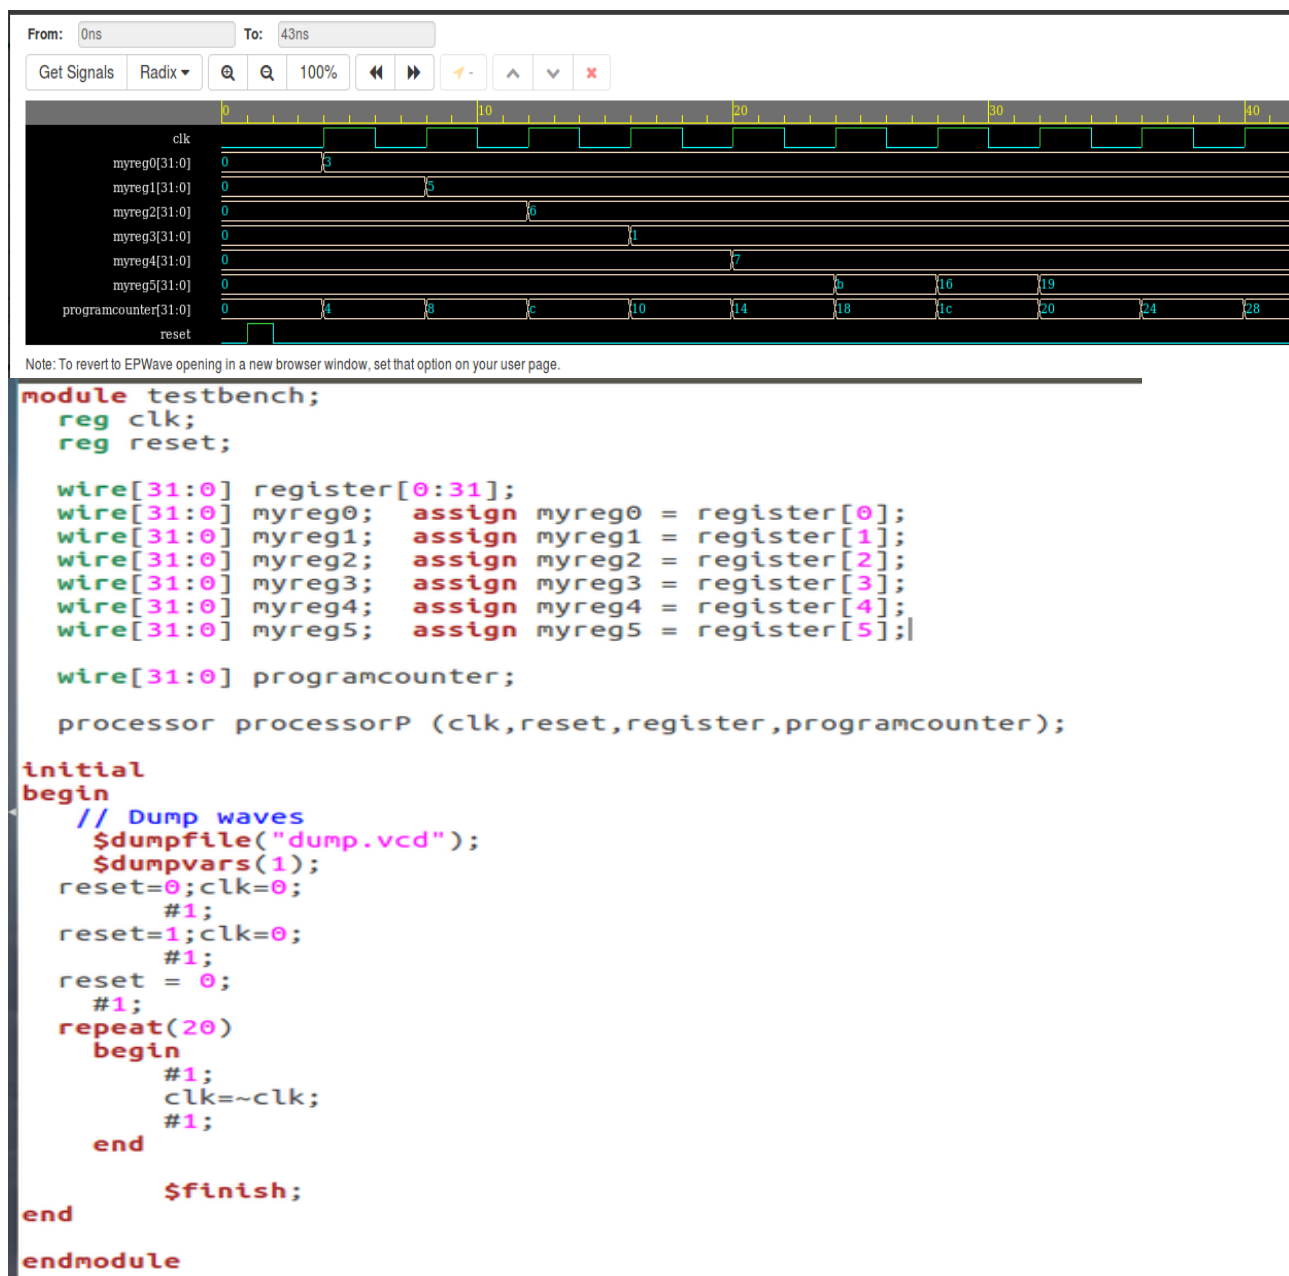 From: 0ns To: 43ns
Get Signals Radix 100% -
0 10 20 30 40
clk
myreg0[31:0] 0 3
myreg1[31:0] 0 5
myreg2[31:0] 0 6
myreg3[31:0] 0 1
myreg4[31:0] 0 7
myreg5[31:0] 0 b 16 19
programcounter[31:0] 0 4 8 c 10 14 18 1c 20 24 28
reset
Note: To revert to EPWave opening in a new browser window, set that option on your user page.
module testbench;
reg clk;
reg reset;
wire[31:0] register[0:31];
wire[31:0] myreg0; assign myreg0 = register[0];
wire[31:0] myreg1; assign myreg1 = register[1];
wire[31:0] myreg2; assign myreg2 = register[2];
wire[31:0] myreg3; assign myreg3 = register[3];
wire[31:0] myreg4; assign myreg4 = register[4];
wire[31:0] myreg5; assign myreg5 = register[5];
wire[31:0] programcounter;
processor processorP (clk,reset,register,programcounter);
initial
begin
// Dump waves
$dumpfile("dump.vcd");
$dumpvars(1);
reset=0;clk=0;
#1;
reset=1;clk=0;
#1;
reset = 0;
#1;
repeat(20)
begin
#1;
clk=~clk;
#1;
end
$finish;
end
endmodule